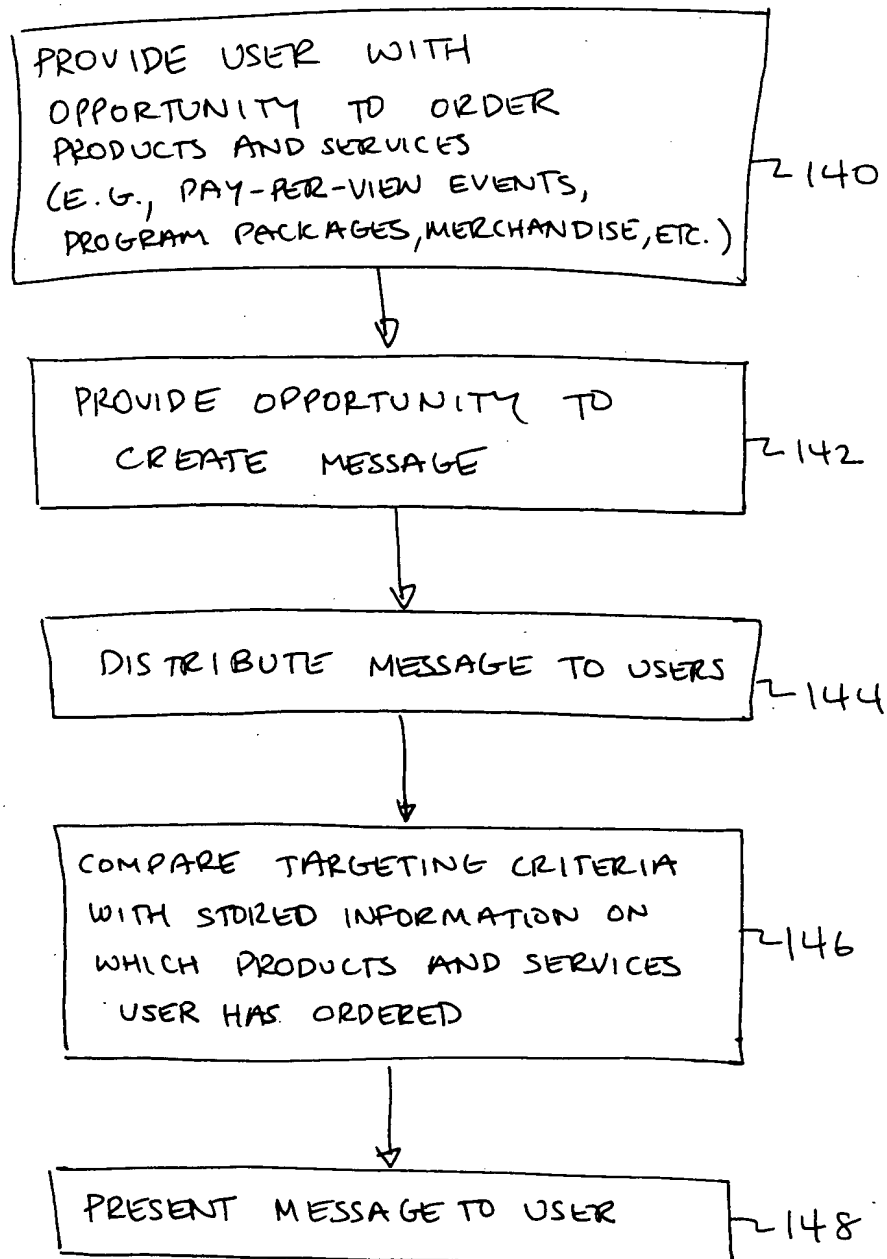 PROVIDE USER WITH
OPPORTUNITY TO ORDER
PRODUCTS AND SERVICES
(E.G., PAY-PER-VIEW EVENTS,
PROGRAM PACKAGES, MERCHANDISE, ETC.)
140
PROVIDE OPPORTUNITY TO
CREATE MESSAGE
142
DISTRIBUTE MESSAGE TO USERS
144
COMPARE TARGETING CRITERIA
WITH STORED INFORMATION ON
WHICH PRODUCTS AND SERVICES
USER HAS ORDERED
146
PRESENT MESSAGE TO USER
148